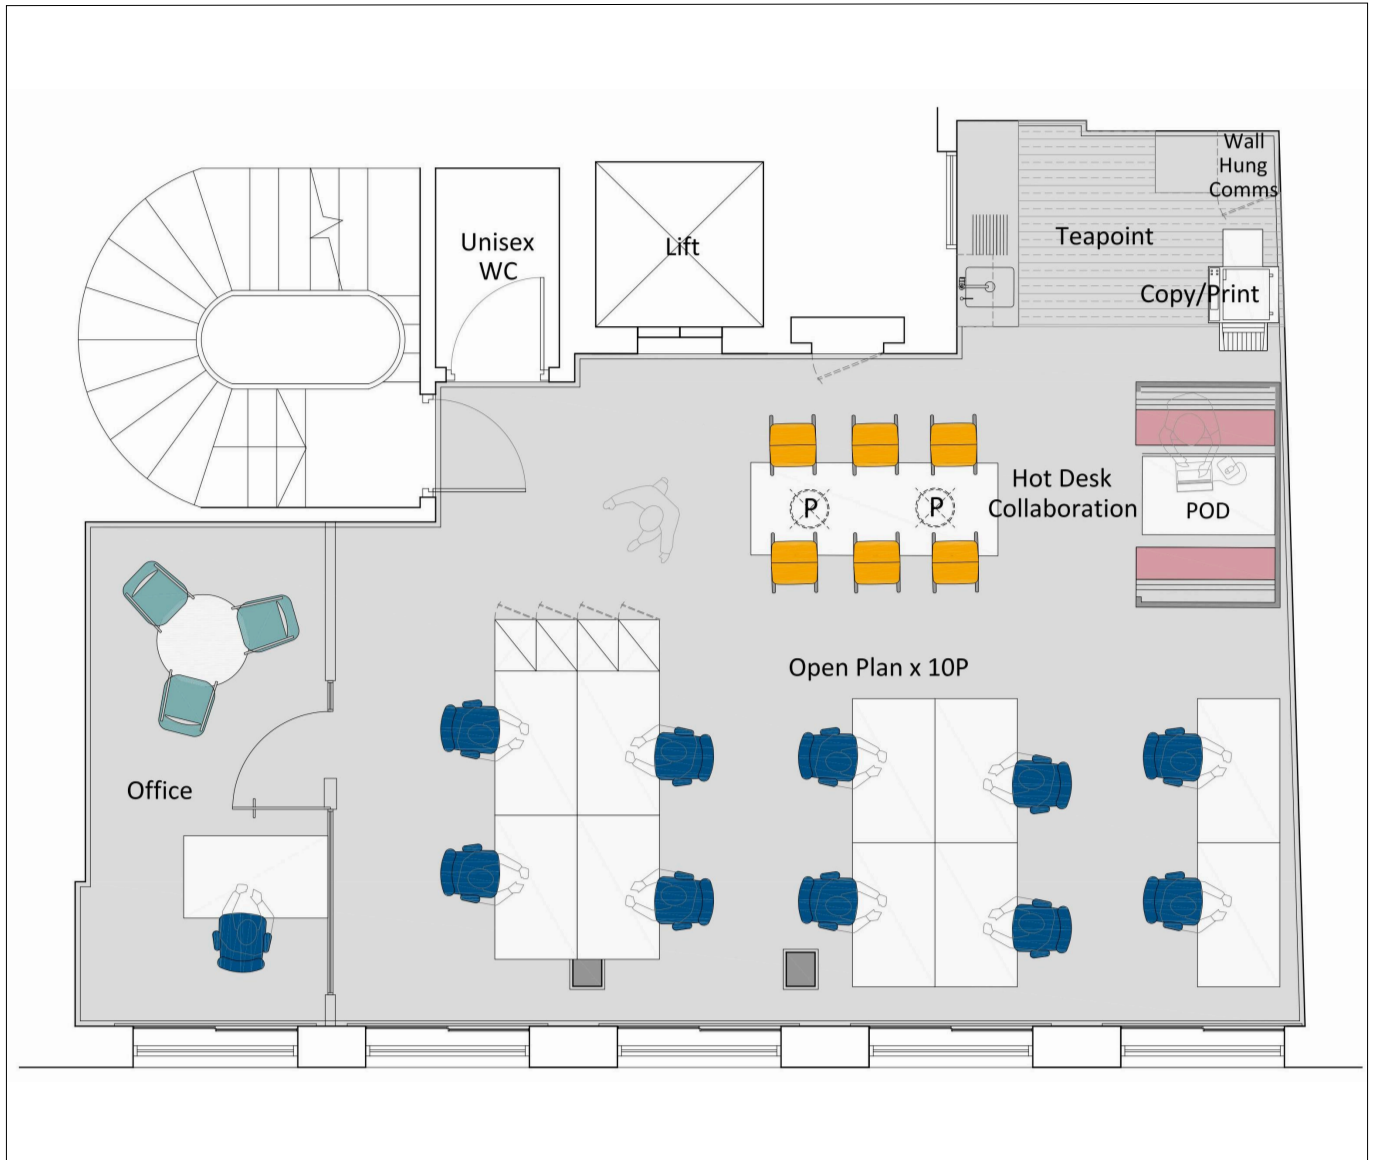 Wall
Hung
Comms
Unisex
WC
Lift
Teapoint
Copy/Print
Hot Desk
Collaboration
P
P
POD
Open Plan x 10P
Office